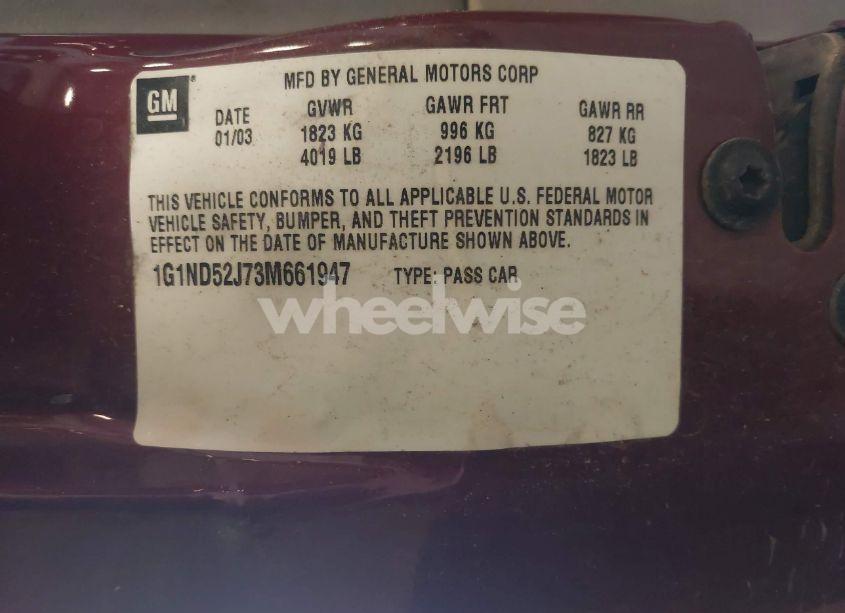 GM
MFD BY GENERAL MOTORS CORP
DATE GVWR GAWR FRT GAWR RR
01/03 1823 KG 996 KG 827 KG
4019 LB 2196 LB 1823 LB
THIS VEHICLE CONFORMS TO ALL APPLICABLE U.S. FEDERAL MOTOR
VEHICLE SAFETY, BUMPER, AND THEFT PREVENTION STANDARDS IN
EFFECT ON THE DATE OF MANUFACTURE SHOWN ABOVE.
1G1ND52J73M661947 TYPE: PASS CAR
wheelwise